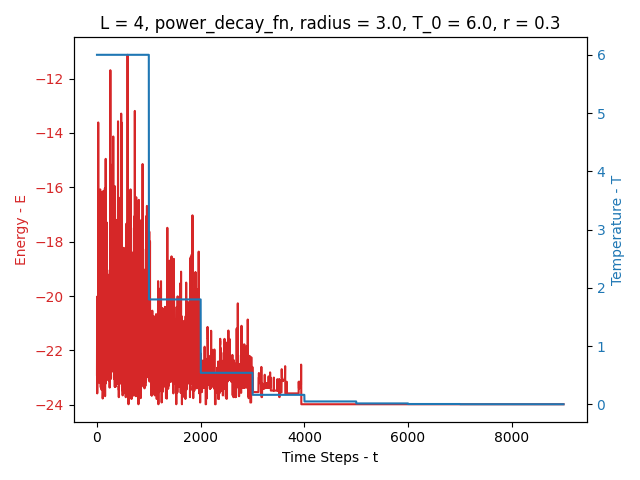 L = 4, power_decay_fn, radius = 3.0, T_0 = 6.0, r = 0.3
Energy - E
−12
−14
−16
−18
−20
−22
−24
6
5
4
3
2
1
0
Temperature - T
0 2000 4000 6000 8000
Time Steps - t